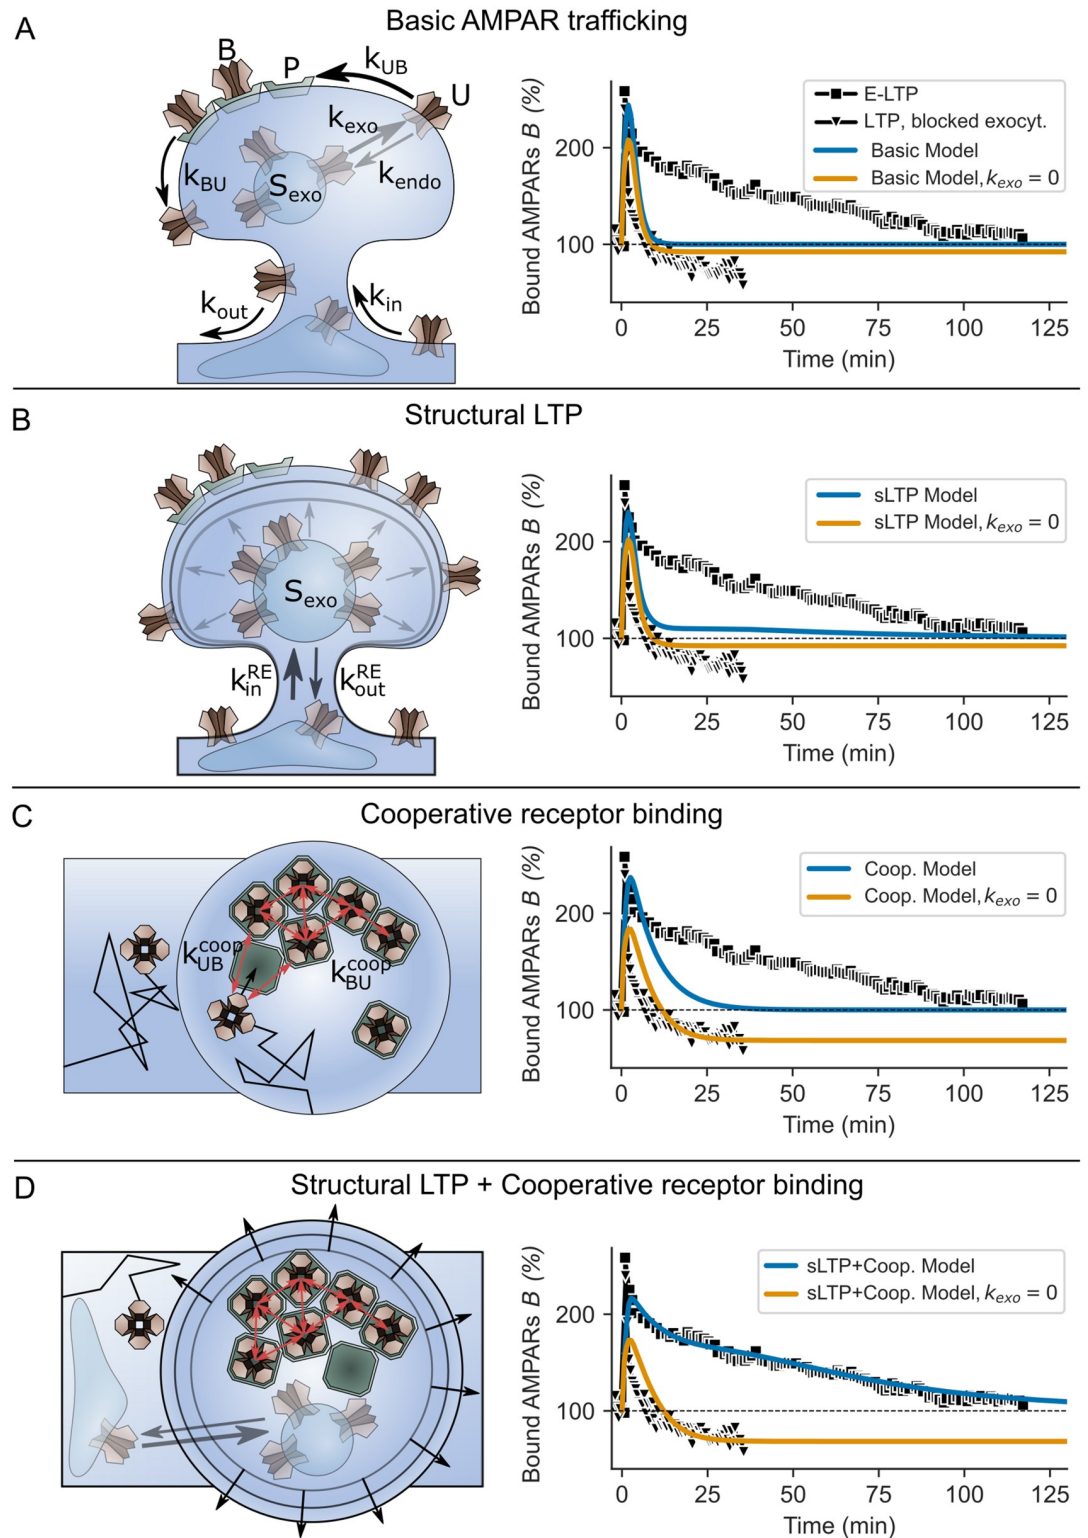 A
Basic AMPAR trafficking
B
P
k_UB
U
k_exo
k_endo
k_BU
S_exo
k_out
k_in
Bound AMPARs B (%)
200
100
0
25
50
75
100
125
Time (min)
E-LTP
LTP, blocked exocyt.
Basic Model
Basic Model, k_exo = 0
B
Structural LTP
S_exo
k_in^RE
k_out^RE
Bound AMPARs B (%)
200
100
0
25
50
75
100
125
Time (min)
sLTP Model
sLTP Model, k_exo = 0
C
Cooperative receptor binding
k_UB^coop
k_BU^coop
Bound AMPARs B (%)
200
100
0
25
50
75
100
125
Time (min)
Coop. Model
Coop. Model, k_exo = 0
D
Structural LTP + Cooperative receptor binding
Bound AMPARs B (%)
200
100
0
25
50
75
100
125
Time (min)
sLTP+Coop. Model
sLTP+Coop. Model, k_exo = 0